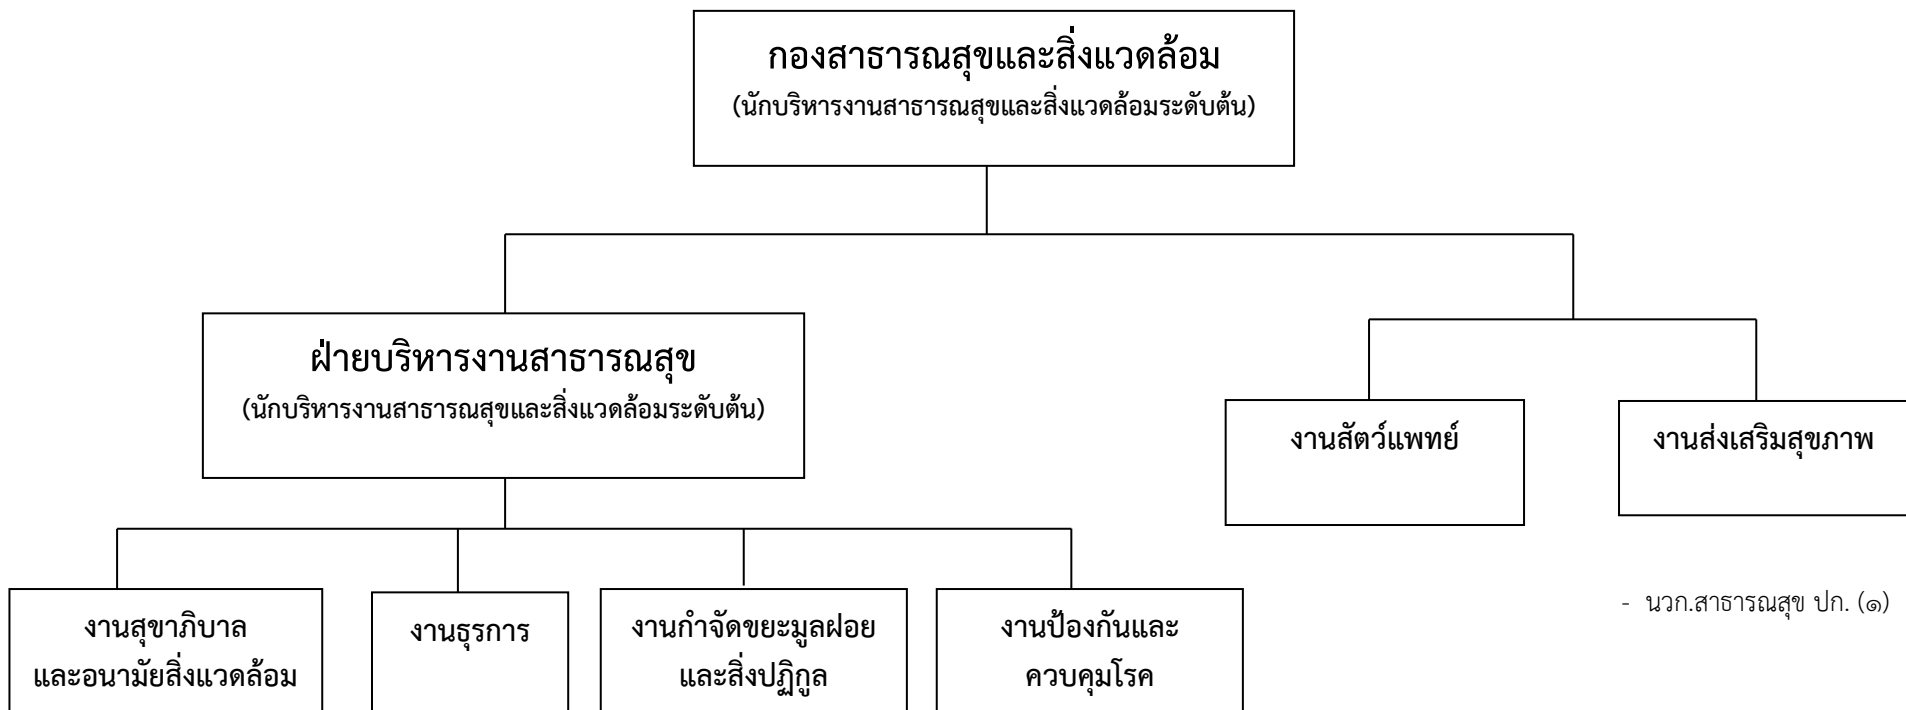 กองสาธารณสุขและสิ่งแวดล้อม
(นักบริหารงานสาธารณสุขและสิ่งแวดล้อมระดับต้น)
ฝ่ายบริหารงานสาธารณสุข
(นักบริหารงานสาธารณสุขและสิ่งแวดล้อมระดับต้น)
งานสัตว์แพทย์
งานส่งเสริมสุขภาพ
- นวก.สาธารณสุข ปก. (๑)
งานสุขาภิบาล
และอนามัยสิ่งแวดล้อม
งานธุรการ
งานกำจัดขยะมูลฝอย
และสิ่งปฏิกูล
งานป้องกันและ
ควบคุมโรค